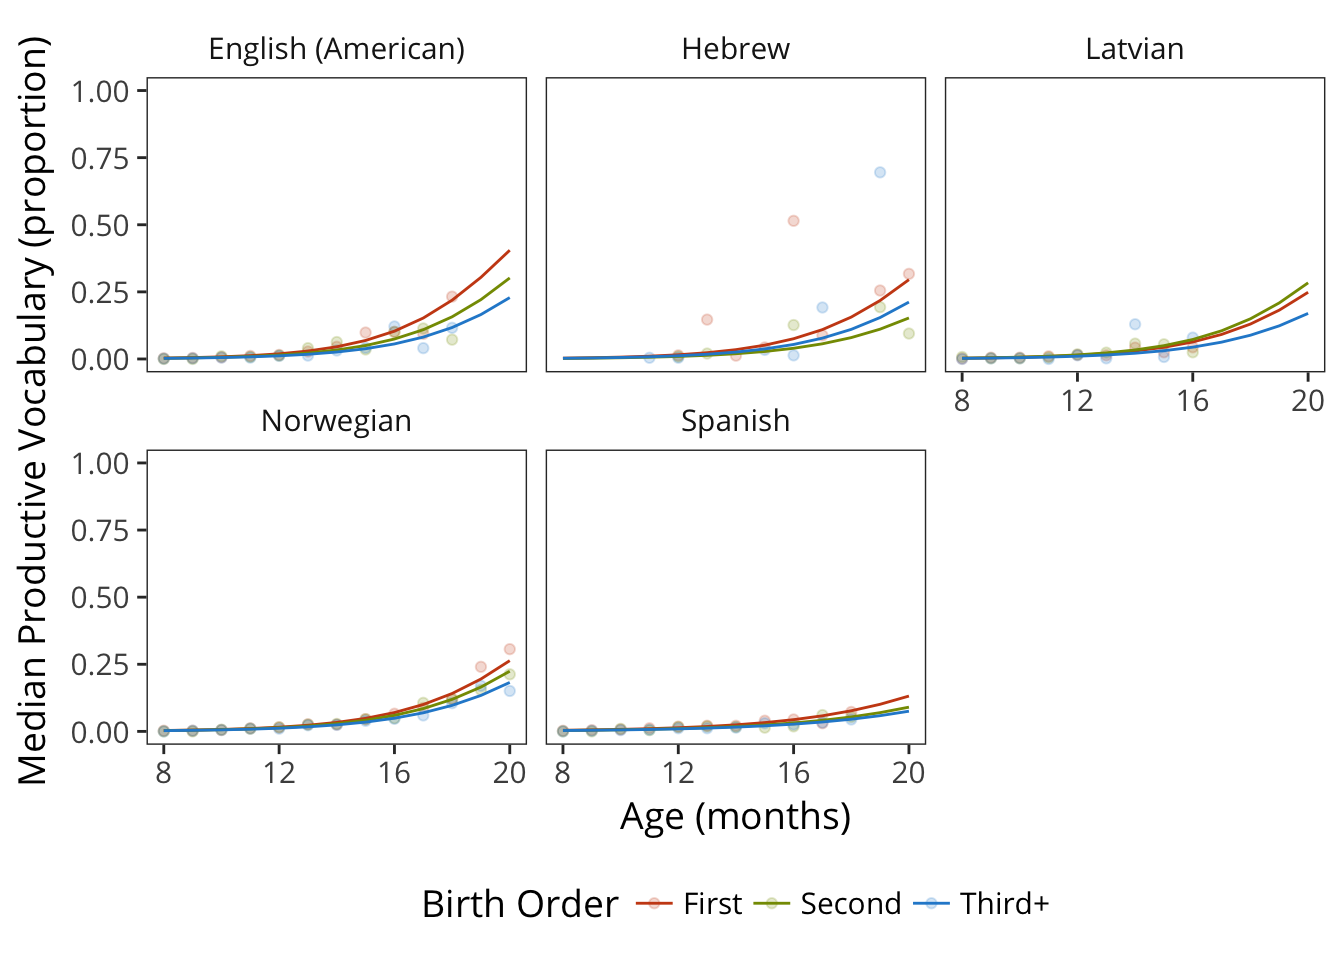 English (American)
Hebrew
Latvian
Median Productive Vocabulary (proportion)
1.00
0.75
0.50
0.25
0.00
8 12 16 20
Norwegian
Spanish
1.00
0.75
0.50
0.25
0.00
8 12 16 20
8 12 16 20
Age (months)
Birth Order First Second Third+